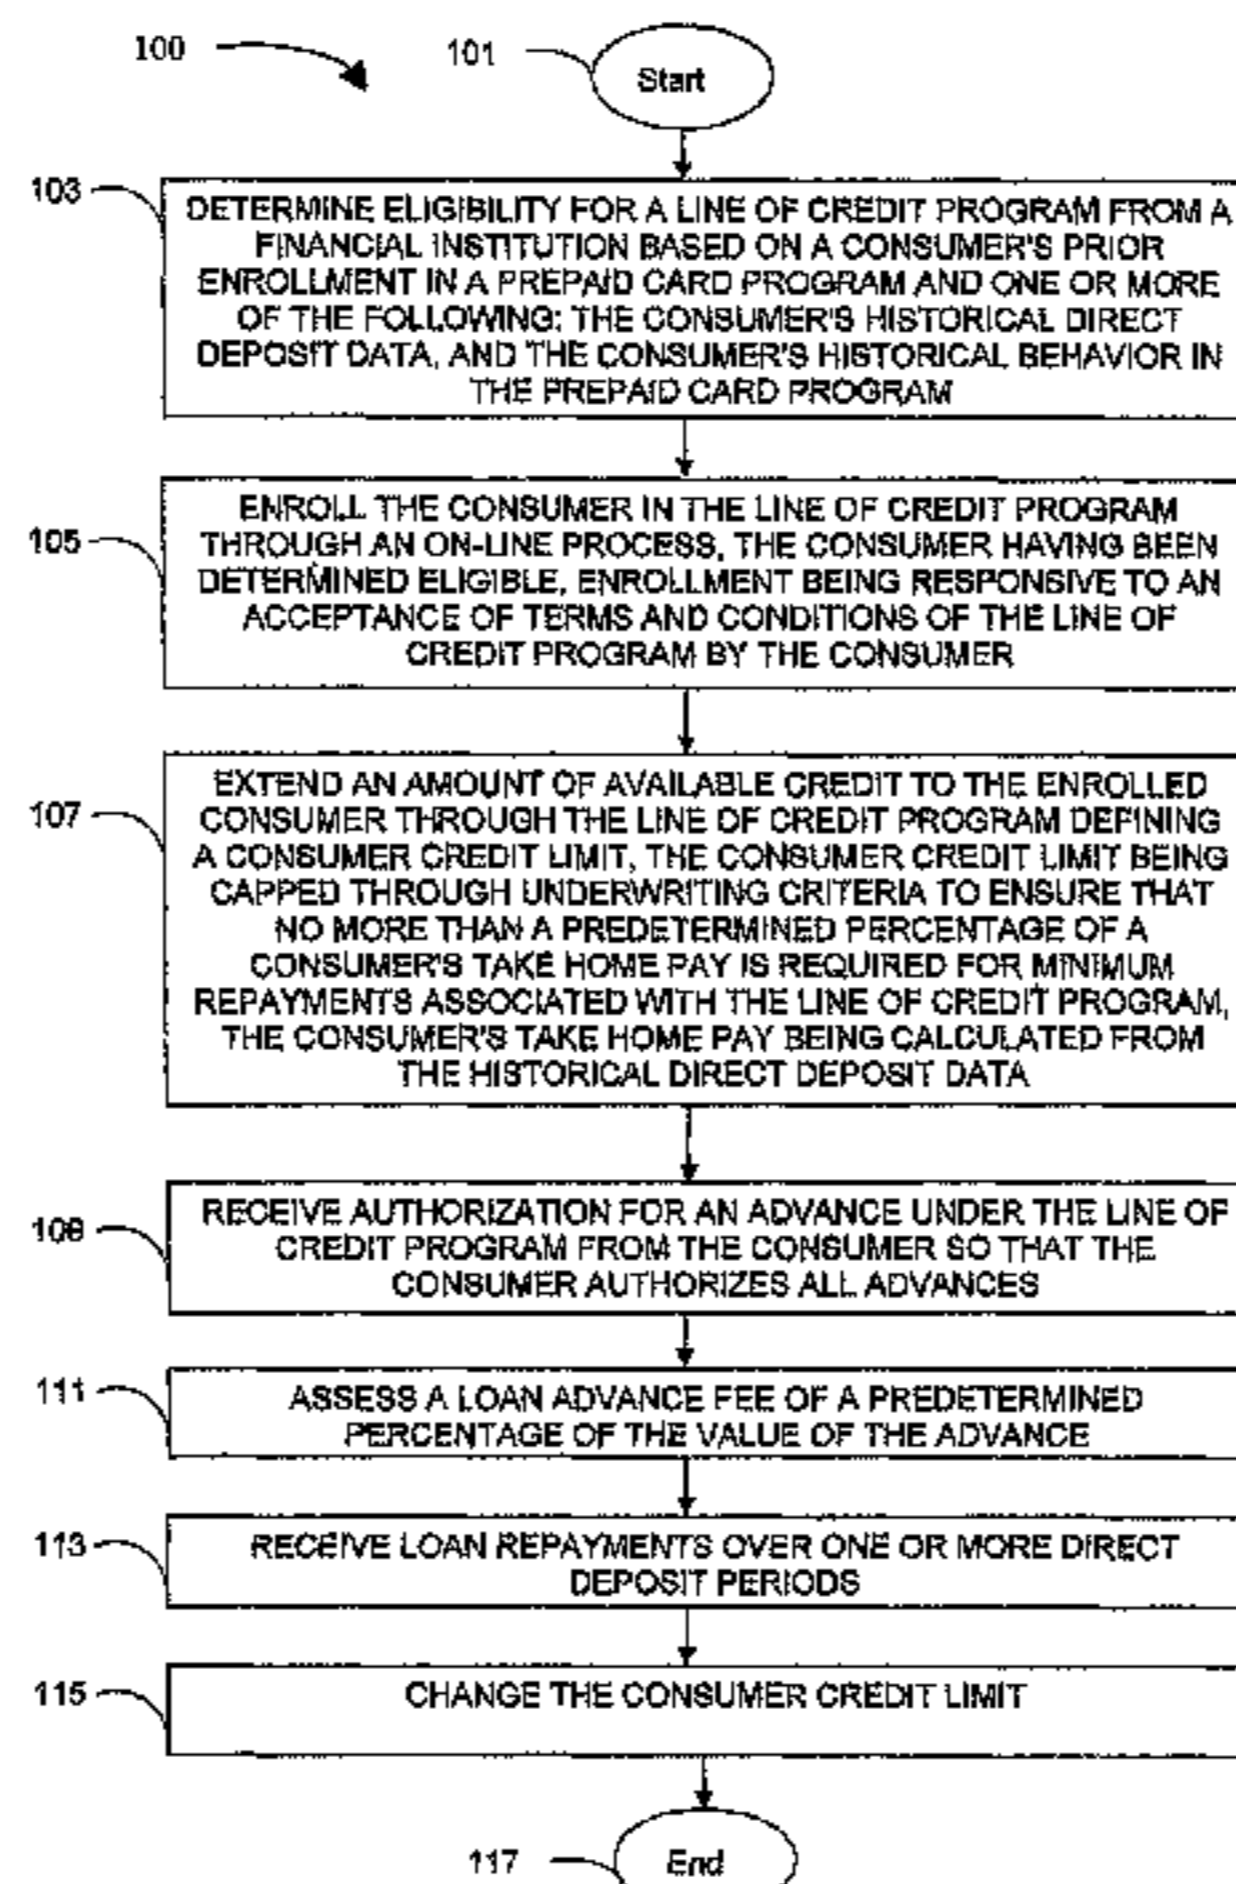 100
101
Start
103
DETERMINE ELIGIBILITY FOR A LINE OF CREDIT PROGRAM FROM A
FINANCIAL INSTITUTION BASED ON A CONSUMER'S PRIOR
ENROLLMENT IN A PREPAID CARD PROGRAM AND ONE OR MORE
OF THE FOLLOWING: THE CONSUMER'S HISTORICAL DIRECT
DEPOSIT DATA, AND THE CONSUMER'S HISTORICAL BEHAVIOR IN
THE PREPAID CARD PROGRAM
105
ENROLL THE CONSUMER IN THE LINE OF CREDIT PROGRAM
THROUGH AN ON-LINE PROCESS, THE CONSUMER HAVING BEEN
DETERMINED ELIGIBLE, ENROLLMENT BEING RESPONSIVE TO AN
ACCEPTANCE OF TERMS AND CONDITIONS OF THE LINE OF
CREDIT PROGRAM BY THE CONSUMER
107
EXTEND AN AMOUNT OF AVAILABLE CREDIT TO THE ENROLLED
CONSUMER THROUGH THE LINE OF CREDIT PROGRAM DEFINING
A CONSUMER CREDIT LIMIT, THE CONSUMER CREDIT LIMIT BEING
CAPPED THROUGH UNDERWRITING CRITERIA TO ENSURE THAT
NO MORE THAN A PREDETERMINED PERCENTAGE OF A
CONSUMER'S TAKE HOME PAY IS REQUIRED FOR MINIMUM
REPAYMENTS ASSOCIATED WITH THE LINE OF CREDIT PROGRAM,
THE CONSUMER'S TAKE HOME PAY BEING CALCULATED FROM
THE HISTORICAL DIRECT DEPOSIT DATA
109
RECEIVE AUTHORIZATION FOR AN ADVANCE UNDER THE LINE OF
CREDIT PROGRAM FROM THE CONSUMER SO THAT THE
CONSUMER AUTHORIZES ALL ADVANCES
111
ASSESS A LOAN ADVANCE FEE OF A PREDETERMINED
PERCENTAGE OF THE VALUE OF THE ADVANCE
113
RECEIVE LOAN REPAYMENTS OVER ONE OR MORE DIRECT
DEPOSIT PERIODS
115
CHANGE THE CONSUMER CREDIT LIMIT
117
End